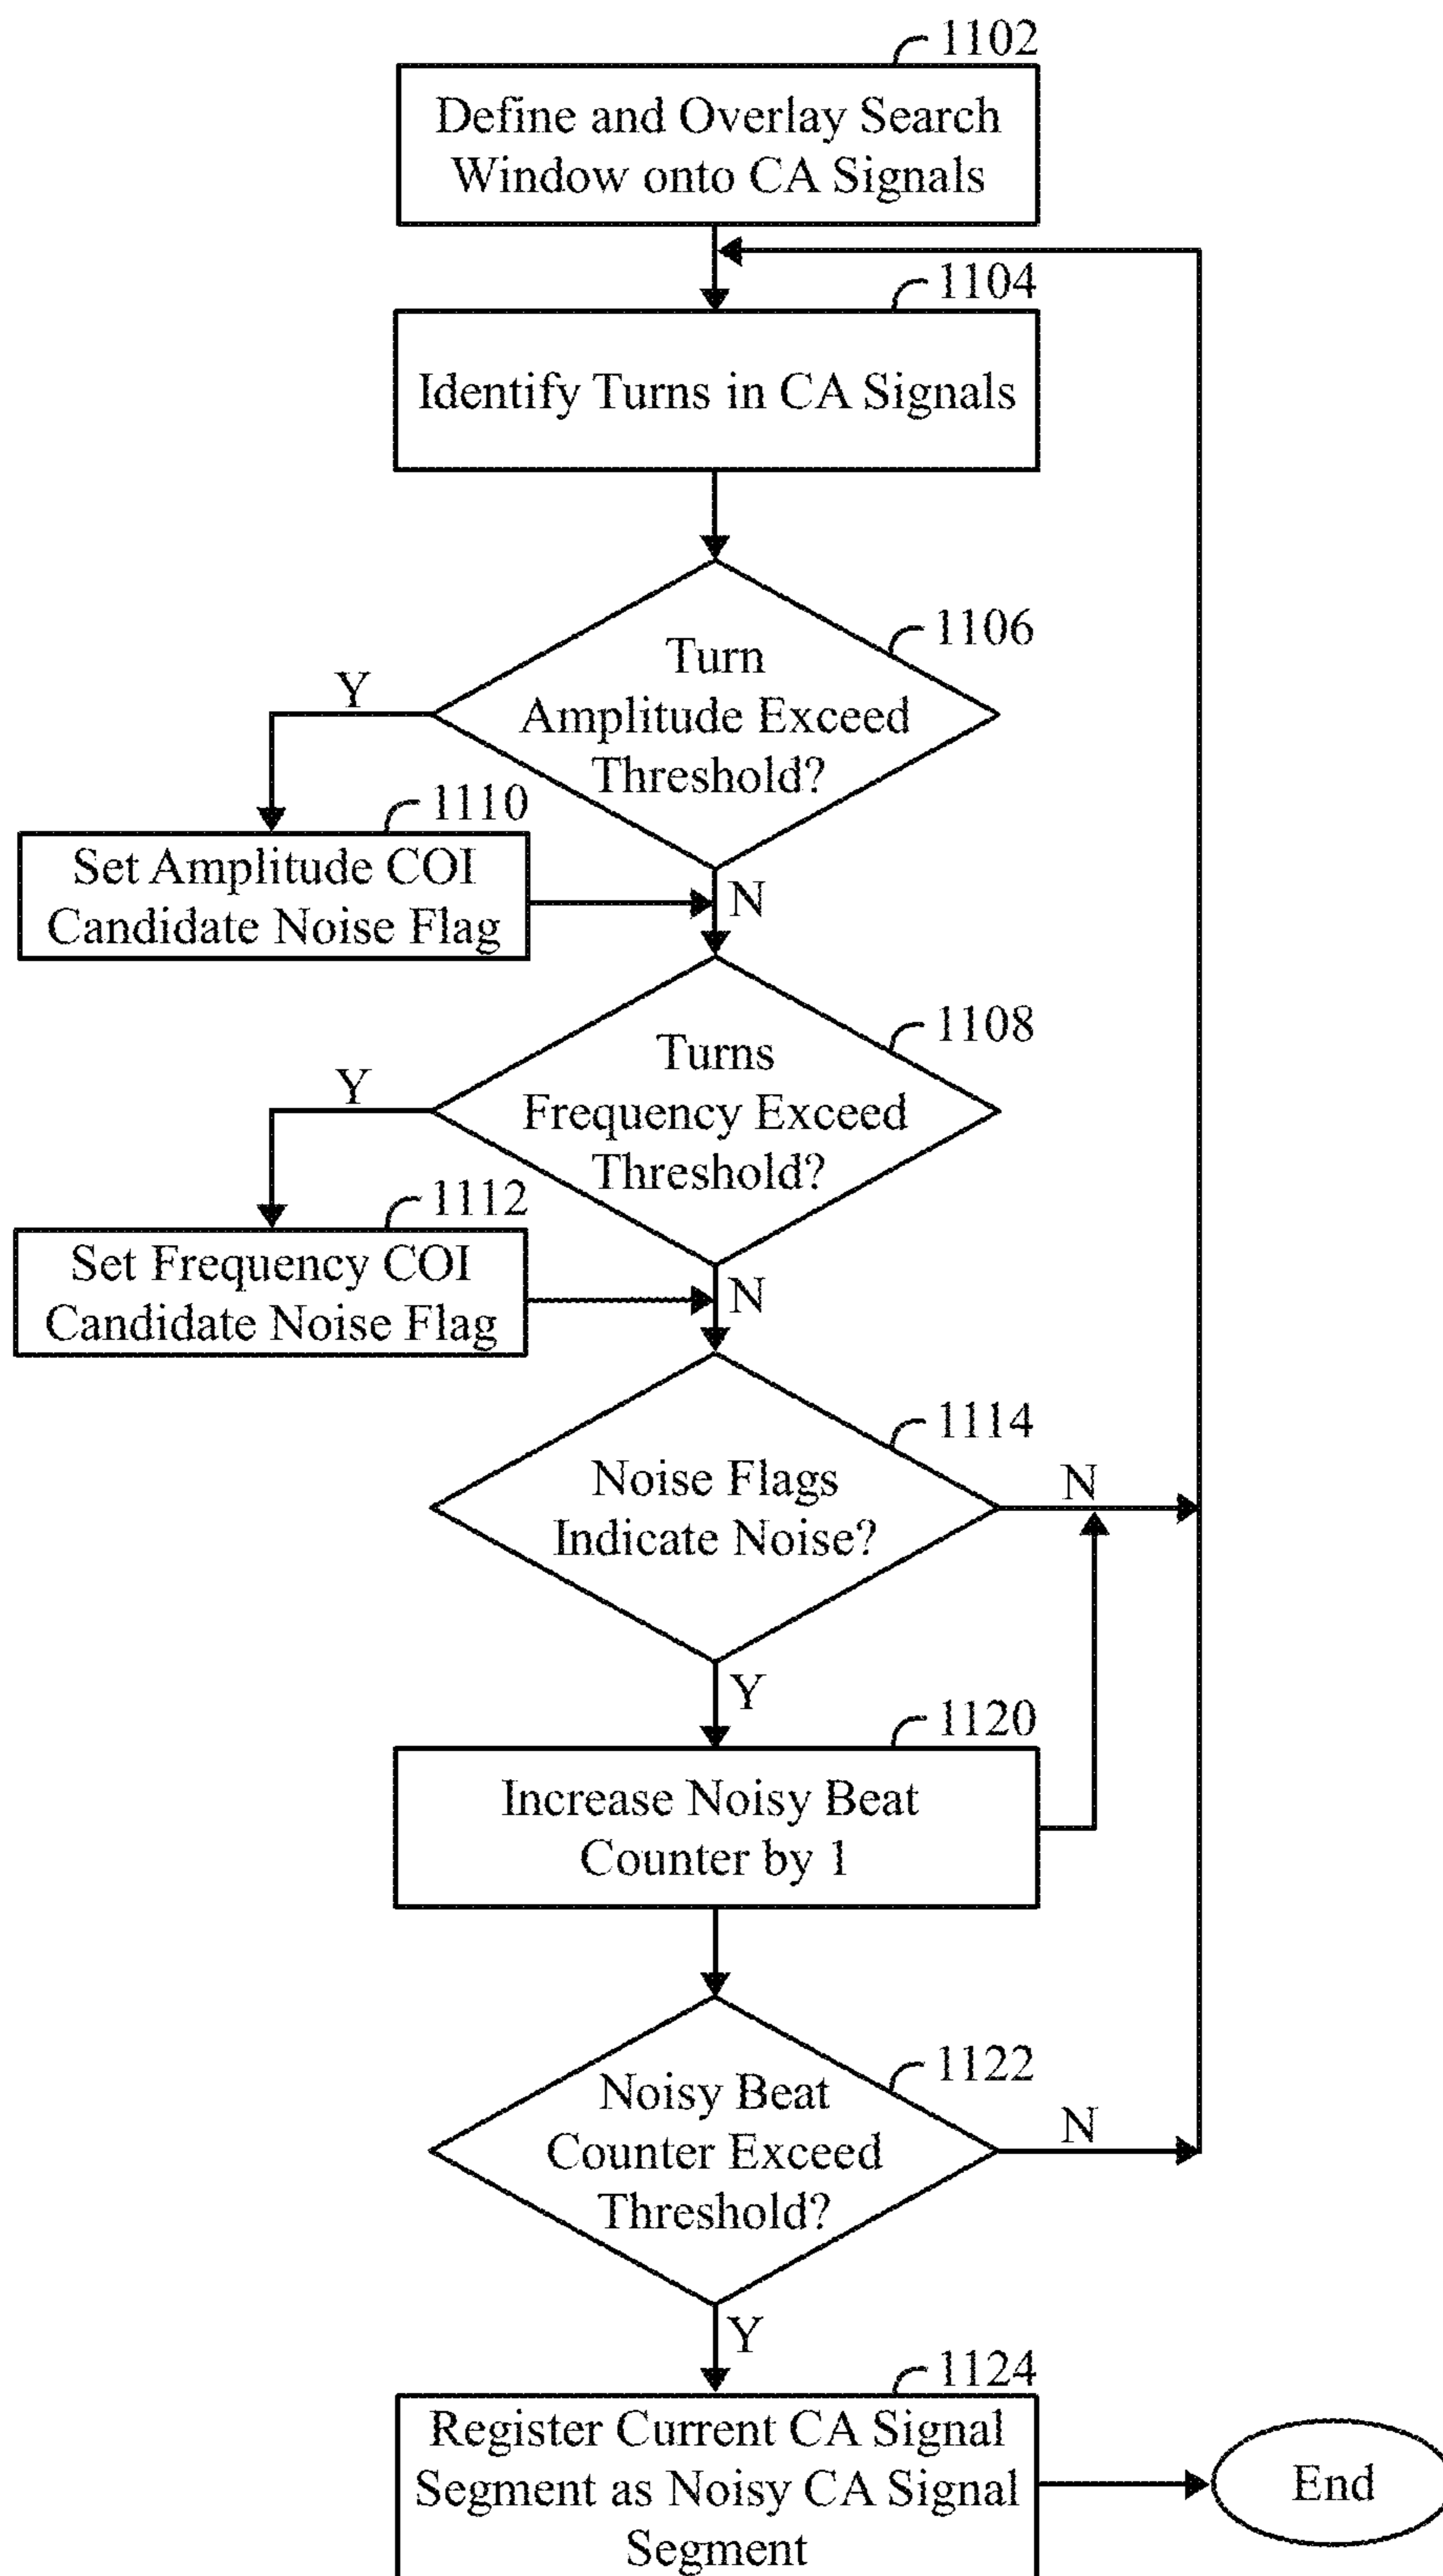 1102
Define and Overlay Search
Window onto CA Signals
1104
Identify Turns in CA Signals
1106
Turn
Amplitude Exceed
Threshold?
Y
1110
Set Amplitude COI
Candidate Noise Flag
N
1108
Turns
Frequency Exceed
Threshold?
Y
1112
Set Frequency COI
Candidate Noise Flag
N
1114
Noise Flags
Indicate Noise?
N
Y
1120
Increase Noisy Beat
Counter by 1
1122
Noisy Beat
Counter Exceed
Threshold?
N
Y
1124
Register Current CA Signal
Segment as Noisy CA Signal
Segment
End